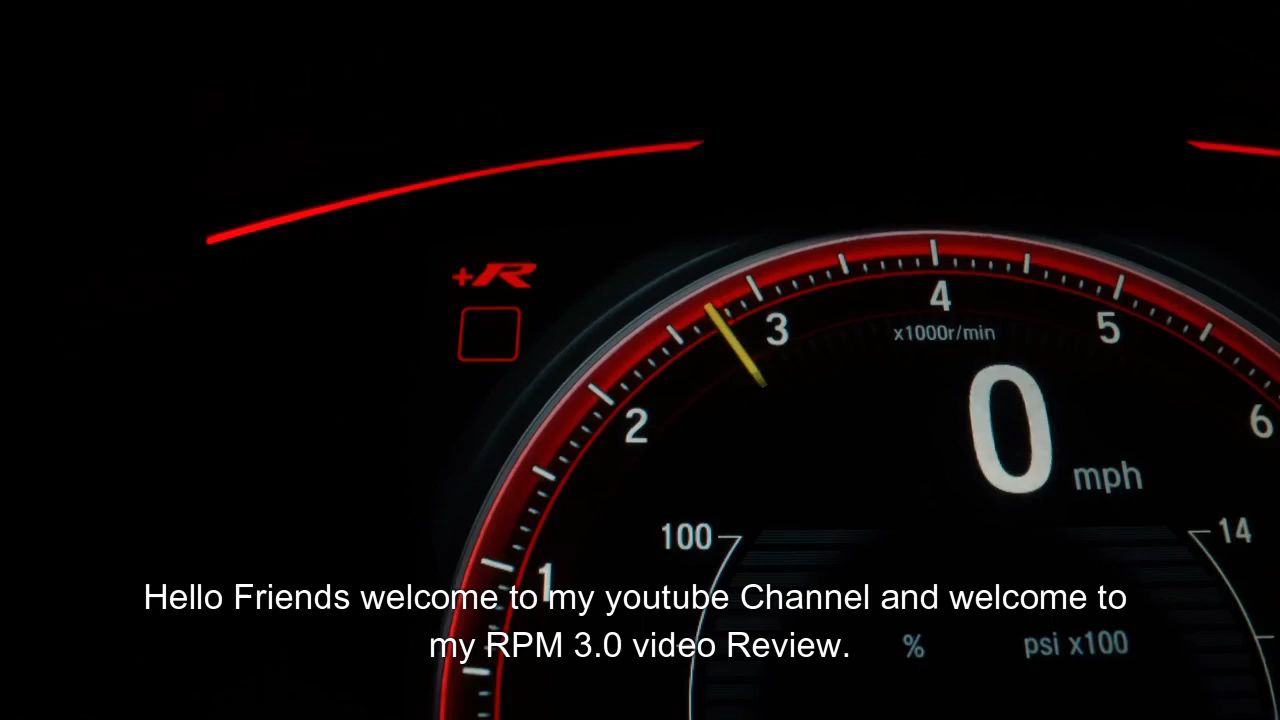 +R
3
4
5
x1000r/min
2
6
0 mph
100
14
1
Hello Friends welcome to my youtube Channel and welcome to
my RPM 3.0 video Review.
%
psi x100